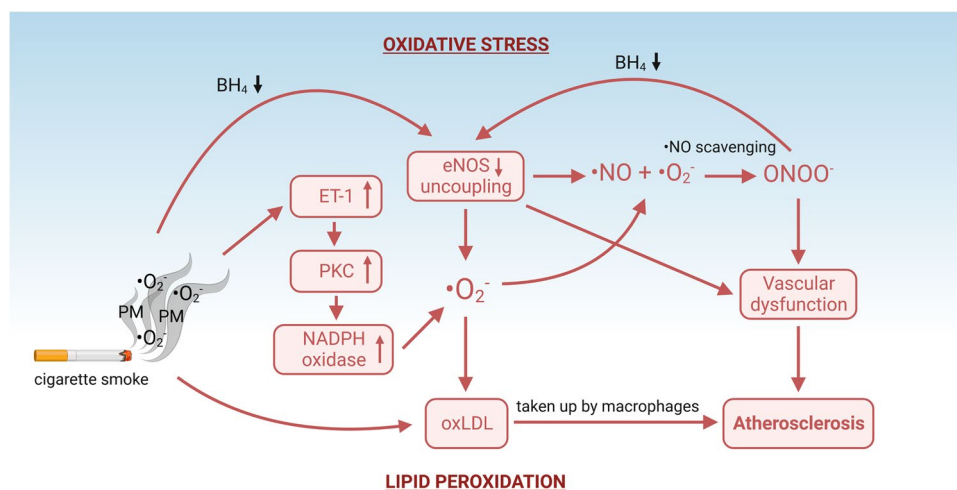 OXIDATIVE STRESS
BH₄ ↓
BH₄ ↓
•NO scavenging
eNOS ↓
uncoupling
•NO + •O₂⁻
ONOO⁻
ET-1 ↑
PKC ↑
•O₂⁻
Vascular
dysfunction
•O₂⁻
•O₂⁻
PM
PM
•O₂⁻
NADPH
oxidase ↑
cigarette smoke
oxLDL
taken up by macrophages
Atherosclerosis
LIPID PEROXIDATION